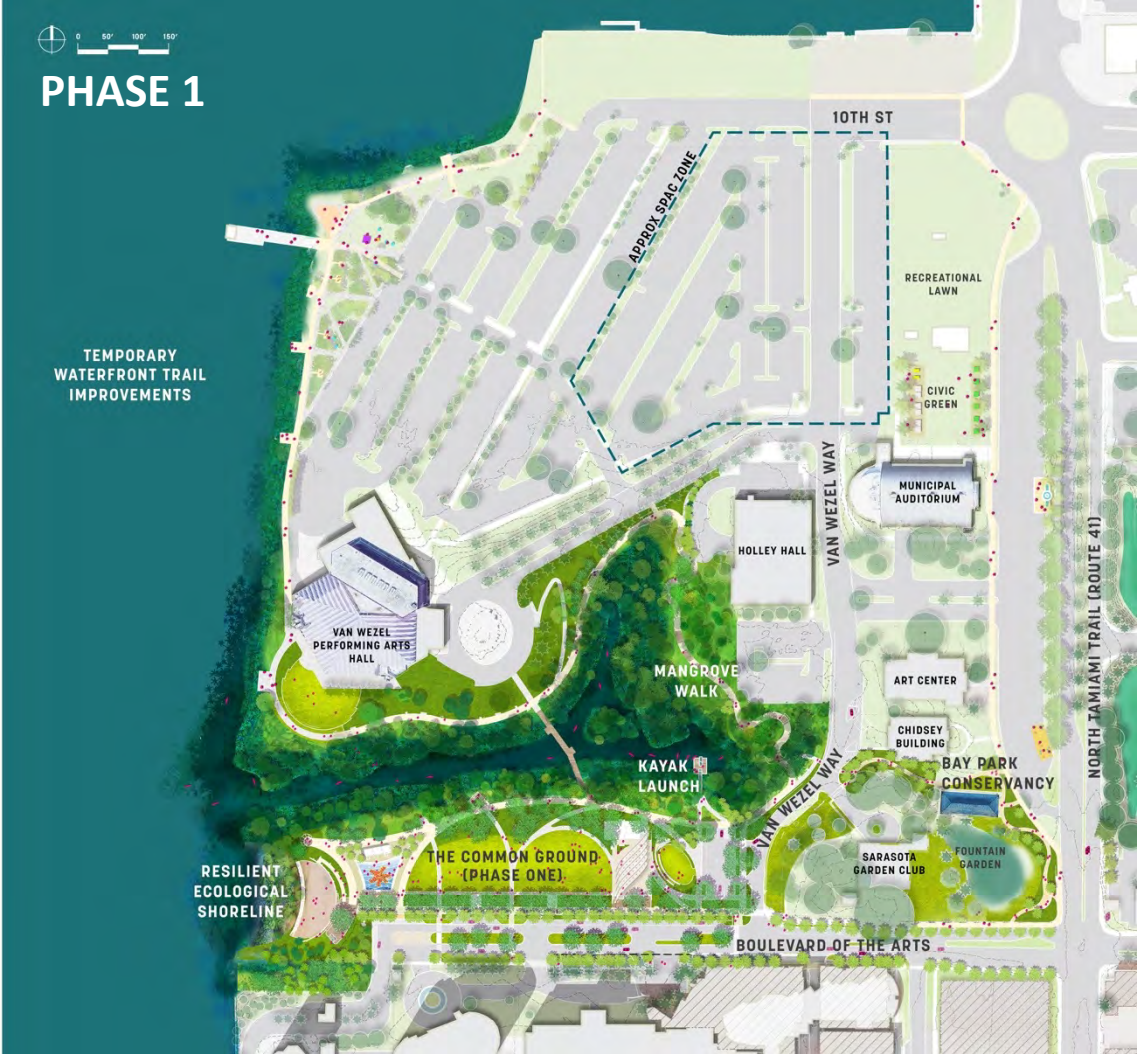 0 50' 100' 150'
PHASE 1
10TH ST
APPROX SPAC ZONE
RECREATIONAL
LAWN
TEMPORARY
WATERFRONT TRAIL
IMPROVEMENTS
CIVIC
GREEN
MUNICIPAL
AUDITORIUM
VAN WEZEL WAY
HOLLEY HALL
NORTH TAMIAMI TRAIL (ROUTE 41)
VAN WEZEL
PERFORMING ARTS
HALL
MANGROVE
WALK
ART CENTER
CHIDSEY
BUILDING
KAYAK
LAUNCH
BAY PARK
CONSERVANCY
VAN WEZEL WAY
THE COMMON GROUND
(PHASE ONE)
SARASOTA
GARDEN CLUB
FOUNTAIN
GARDEN
RESILIENT
ECOLOGICAL
SHORELINE
BOULEVARD OF THE ARTS